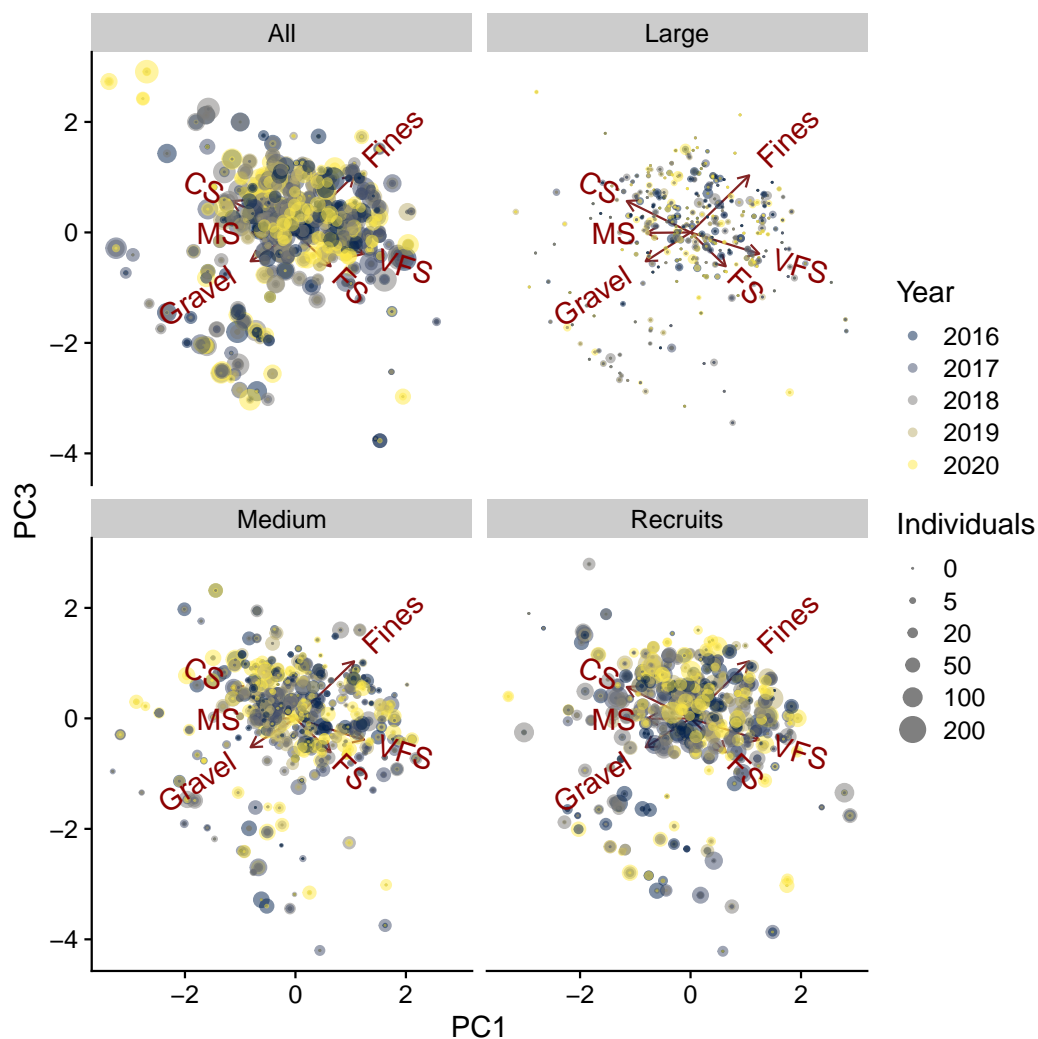 All
Large
2
0
−2
−4
Fines
CS
MS
Gravel
FS
VFS
Fines
CS
MS
Gravel
FS
VFS
PC3
Medium
Recruits
2
0
−2
−4
Fines
CS
MS
Gravel
FS
VFS
Fines
CS
MS
Gravel
FS
VFS
−2
0
2
−2
0
2
PC1
Year
2016
2017
2018
2019
2020
Individuals
0
5
20
50
100
200